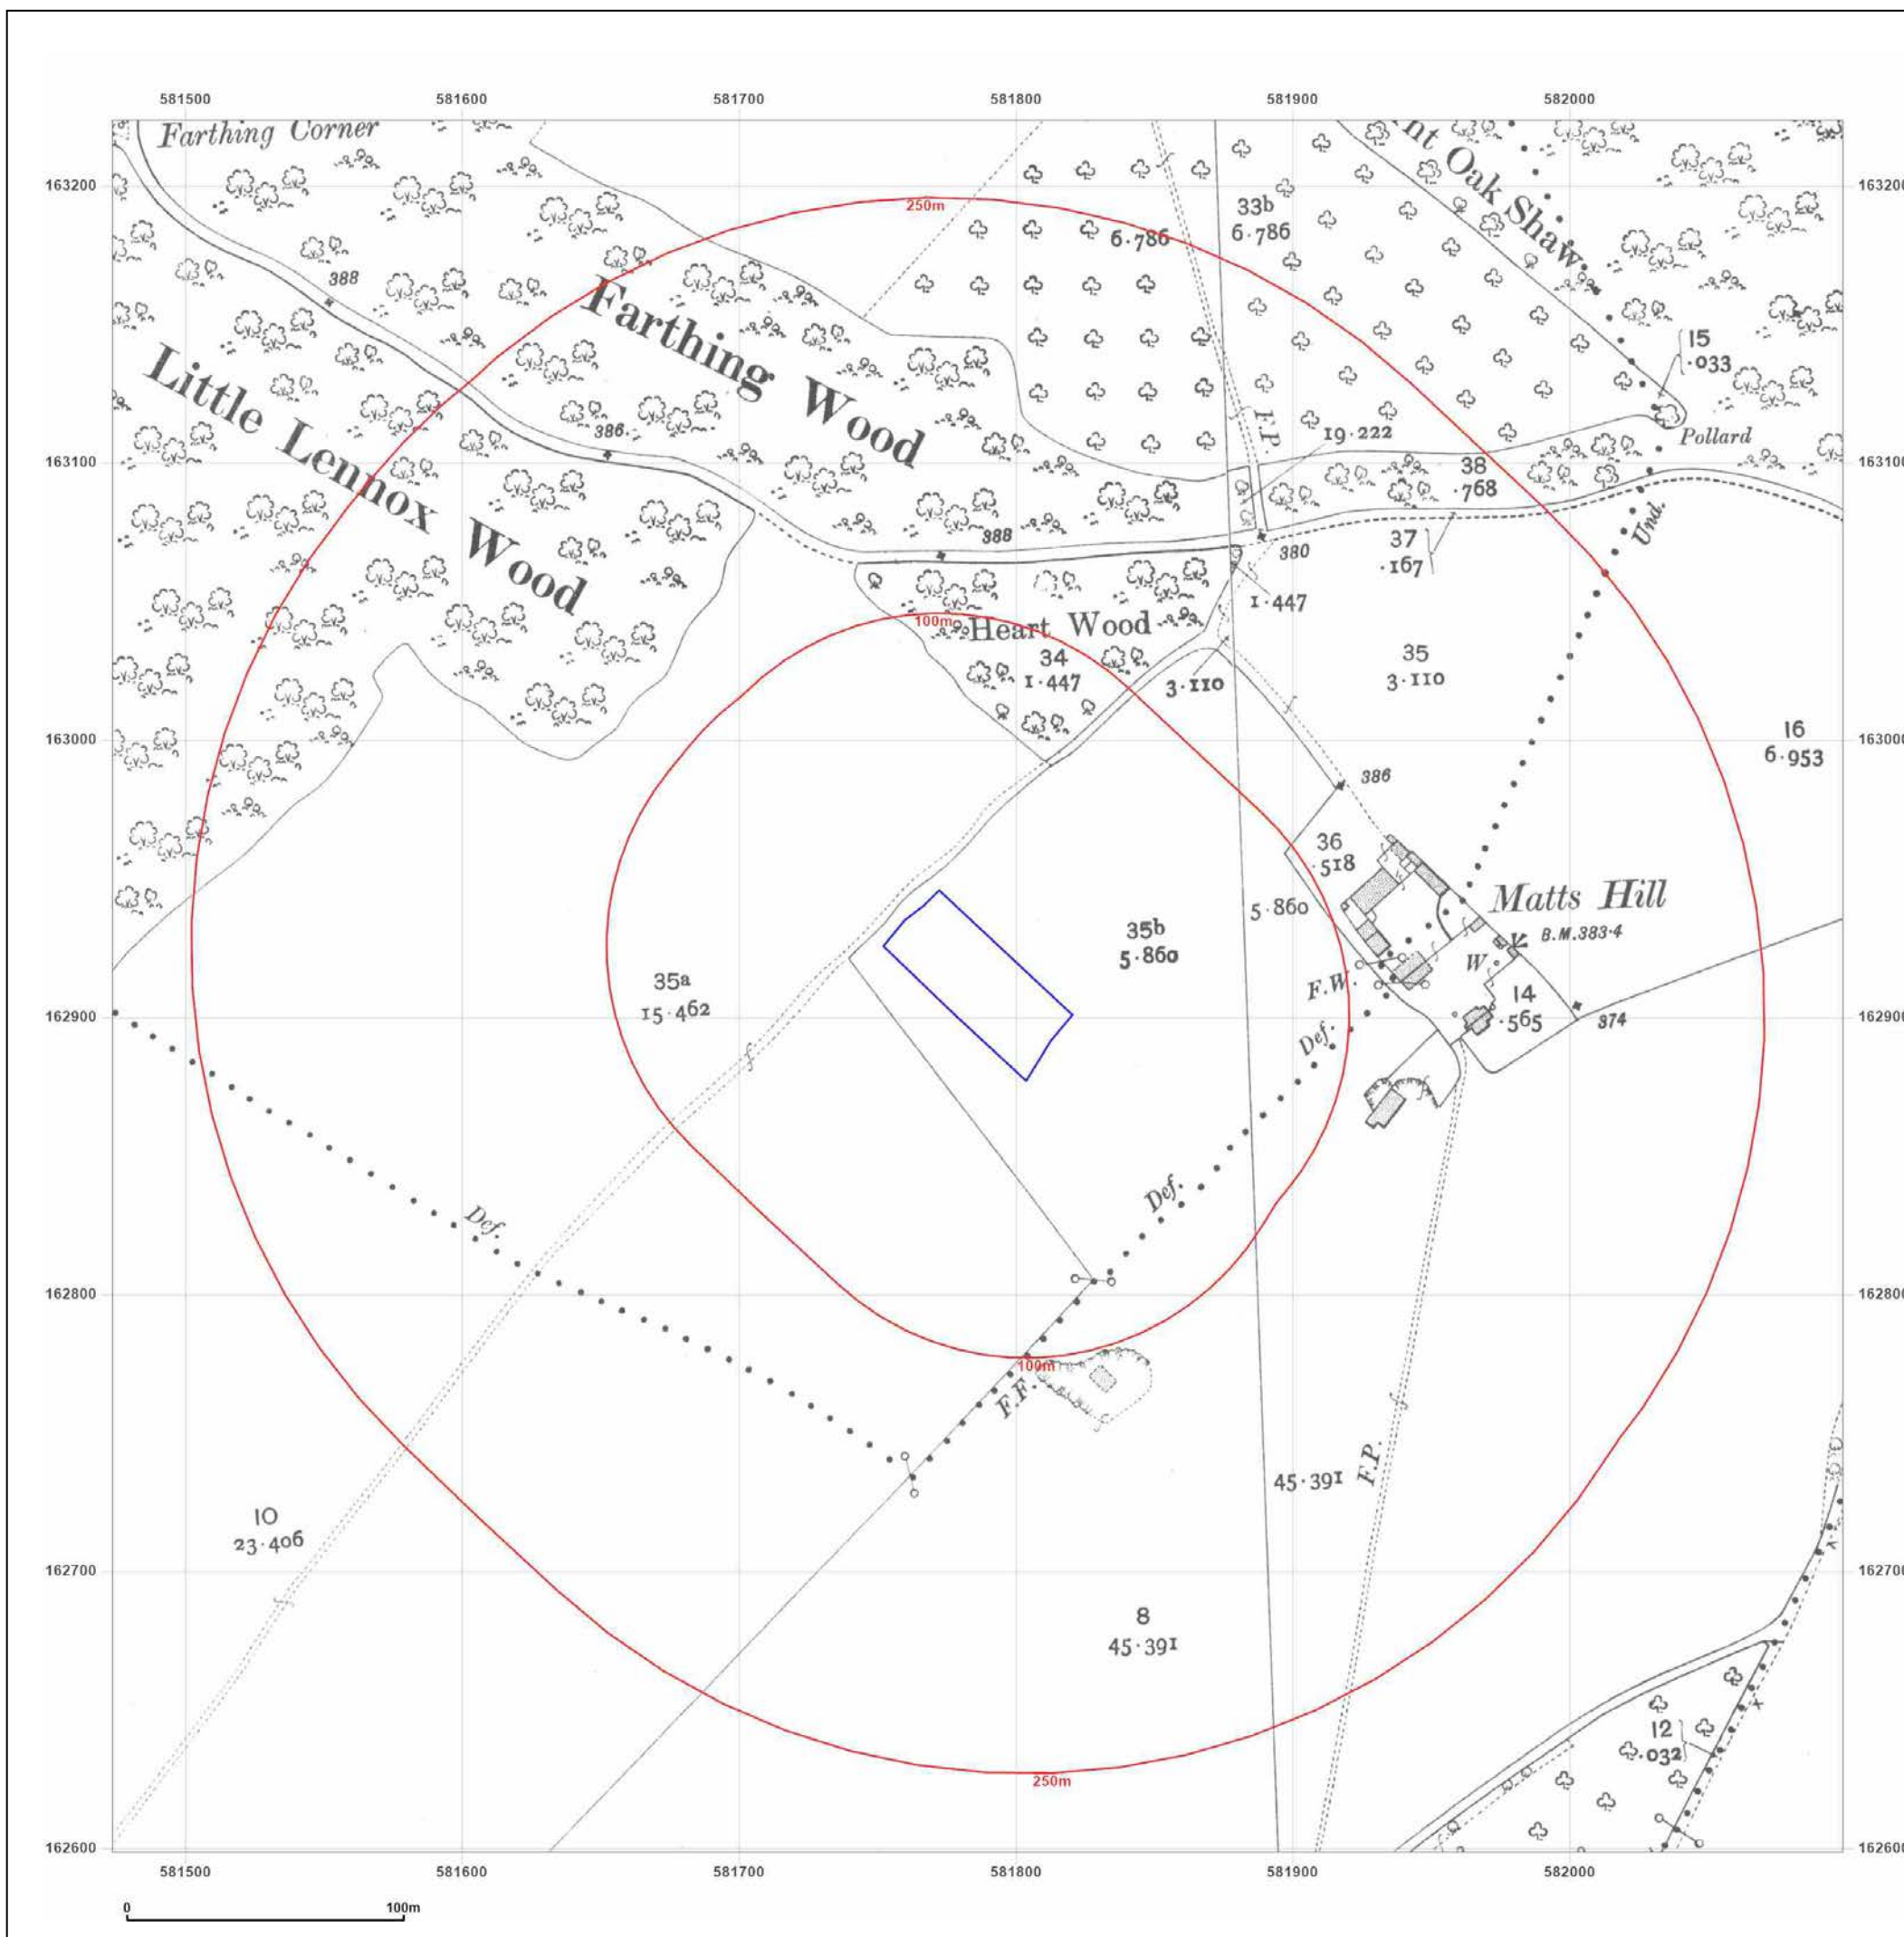 581500 581600 581700 581800 581900 582000
Farthing Corner
nt Oak Shaw
163200
163200
250m
33b
6·786
6·786
388
Farthing Wood
15
·033
Little Lennox Wood
386
F.P.
19·222
Pollard
163100
163100
38
·768
388
380
37
·167
Und.
1·447
100m
Heart Wood
34
1·447
3·110
35
3·110
163000
163000
16
6·953
386
36
·518
Matts Hill
B.M.383·4
5·860
35b
5·860
W
F.W.
35a
15·462
14
·565
162900
162900
374
Def.
Def.
Def.
162800
162800
100m
F.F.
F.P.
45·391
10
23·406
162700
162700
8
45·391
12
·032
250m
162600
162600
581500 581600 581700 581800 581900 582000
0 100m